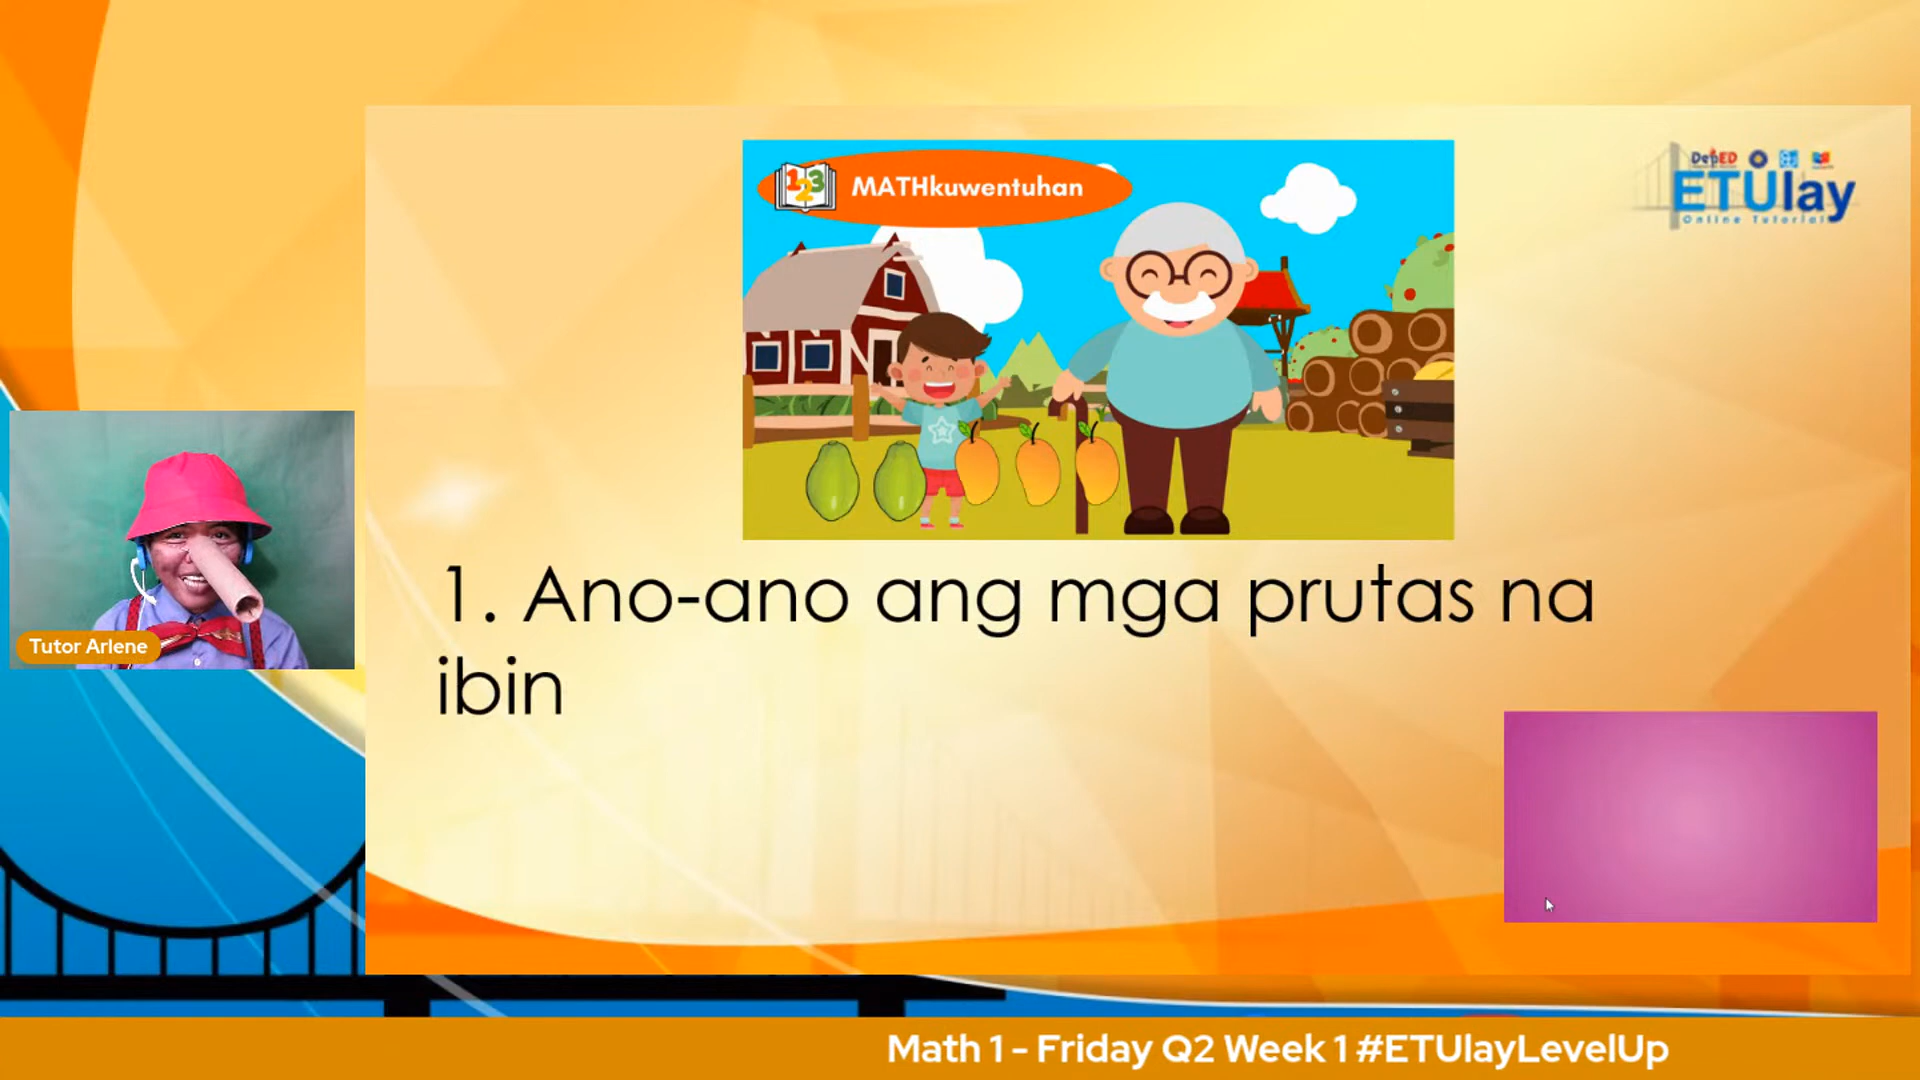 123
MATHkuwentuhan
DepED
ETUlay
Online Tutorial
1. Ano-ano ang mga prutas na
ibin
Tutor Arlene
Math 1 - Friday Q2 Week 1 #ETUlayLevelUp